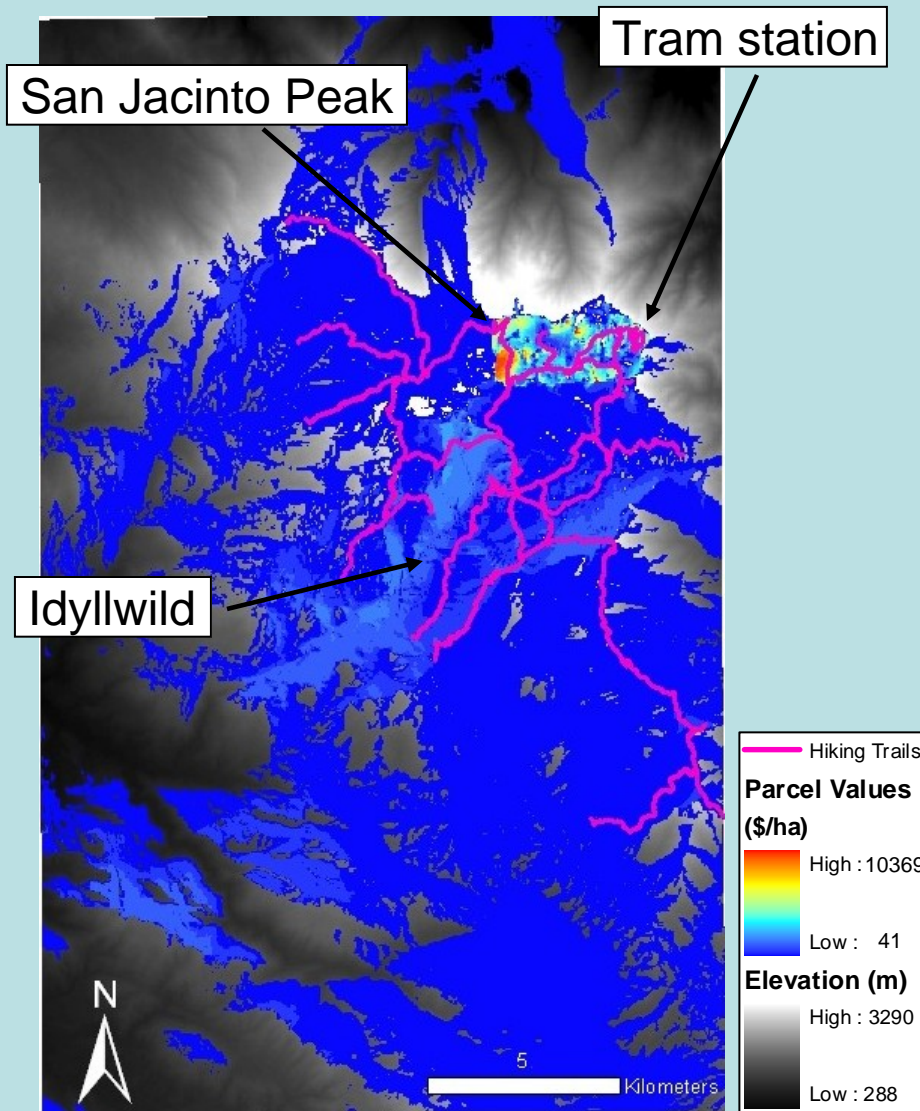 Tram station
San Jacinto Peak
Idyllwild
Hiking Trails
Parcel Values
($/ha)
High : 10369
Low : 41
Elevation (m)
High : 3290
Low : 288
N
5
Kilometers